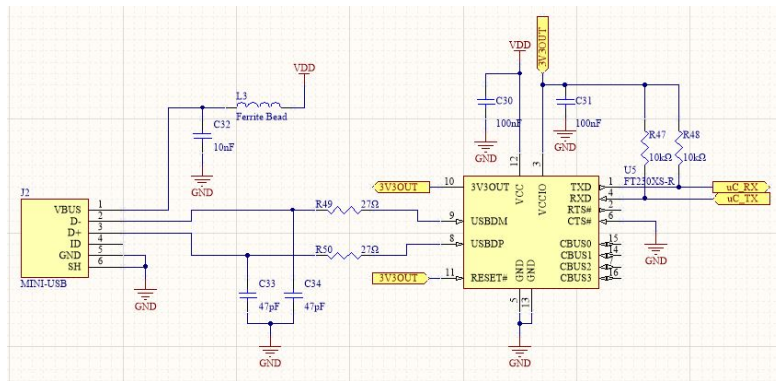 VDD
3V3OUT
VDD
L3
Ferrite Bead
C32
10nF
GND
C30
100nF
GND
C31
100nF
GND
R47
10kΩ
R48
10kΩ
12
3
VCC
VCCIO
U5
FT230XS-R
J2
VBUS 1
D- 2
D+ 3
ID 4
GND 5
SH 6
MINI-USB
GND
R49 27Ω
R50 27Ω
C33
47pF
C34
47pF
GND
3V3OUT 10 3V3OUT
9 USBDM
8 USBDP
3V3OUT 11 RESET#
TXD 1 uC_RX
RXD 4 uC_TX
RTS# 2
CTS# 6
GND
CBUS0 15
CBUS1 14
CBUS2 7
CBUS3 16
GND
GND
5
13
GND